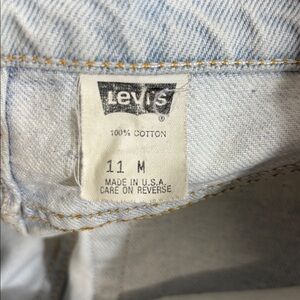 Levi's
®
100% COTTON
11 M
MADE IN U.S.A.
CARE ON REVERSE